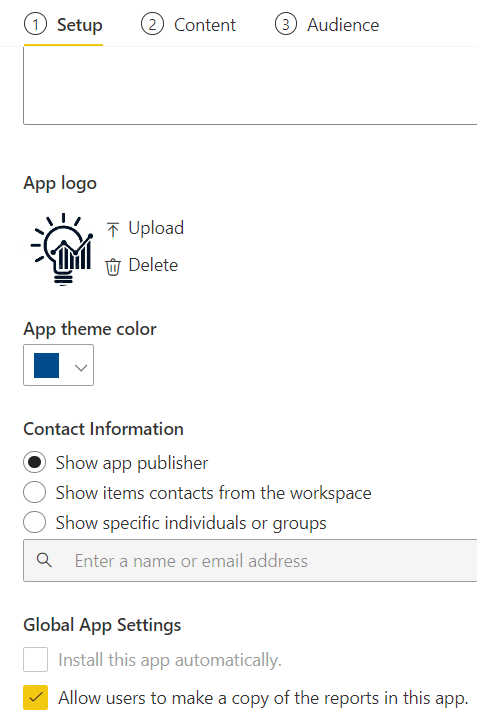 1 Setup 2 Content 3 Audience
App logo
Upload
Delete
App theme color
Contact Information
Show app publisher
Show items contacts from the workspace
Show specific individuals or groups
Enter a name or email address
Global App Settings
Install this app automatically.
Allow users to make a copy of the reports in this app.